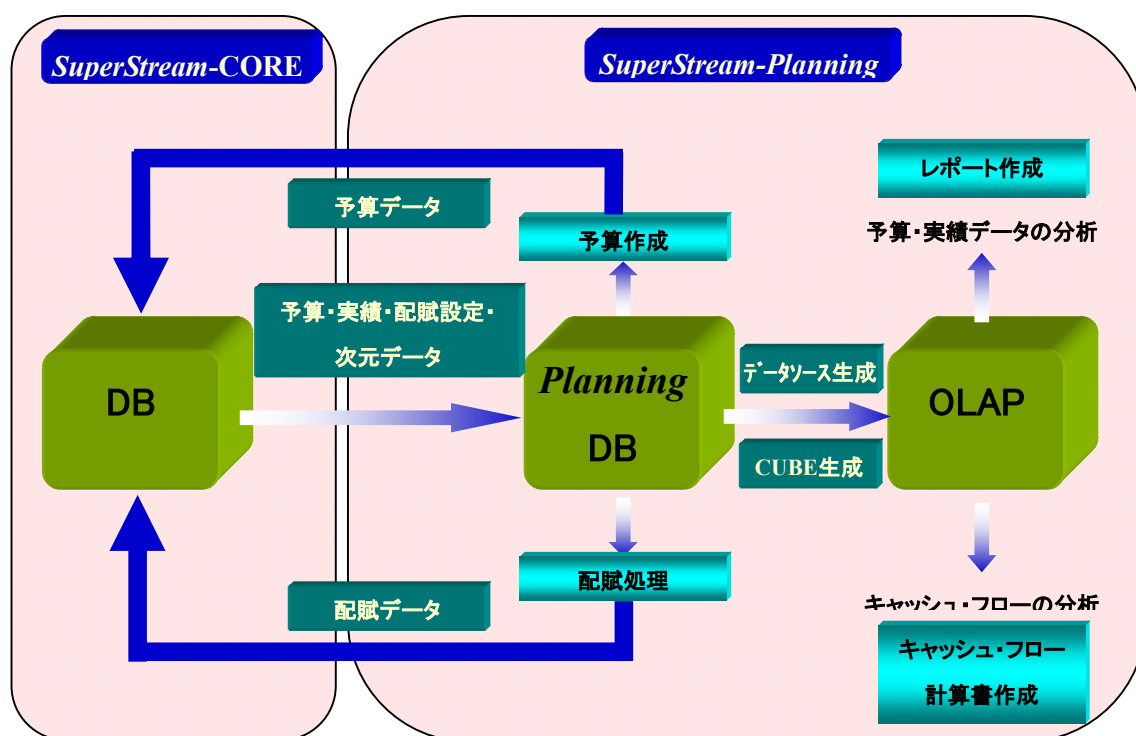 SuperStream-CORE
SuperStream-Planning
レポート作成
予算データ
予算作成
予算・実績データの分析
予算・実績・配賦設定・
次元データ
DB
Planning
DB
データソース生成
CUBE生成
OLAP
配賦処理
配賦データ
キャッシュ・フローの分析
キャッシュ・フロー
計算書作成